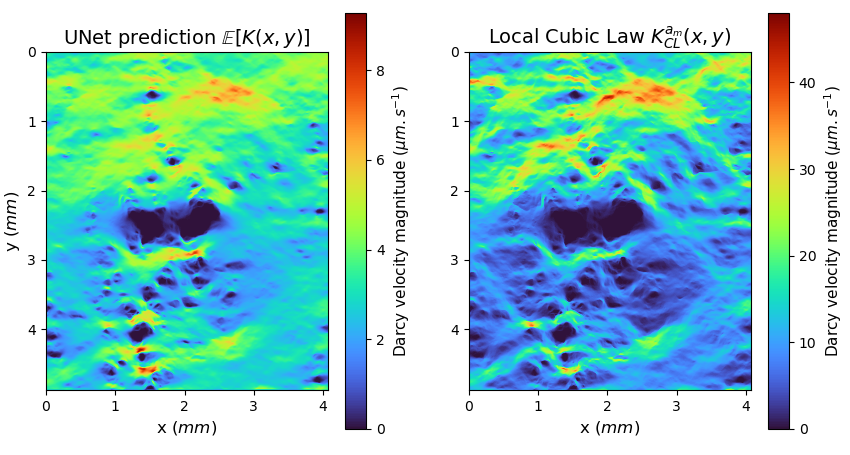 UNet prediction 𝔼[K(x, y)]
0
1
2
3
4
y (mm)
0 1 2 3 4
x (mm)
8
6
4
2
0
Darcy velocity magnitude (μm.s⁻¹)
Local Cubic Law K_{CL}^{a_m}(x, y)
0
1
2
3
4
0 1 2 3 4
x (mm)
40
30
20
10
0
Darcy velocity magnitude (μm.s⁻¹)